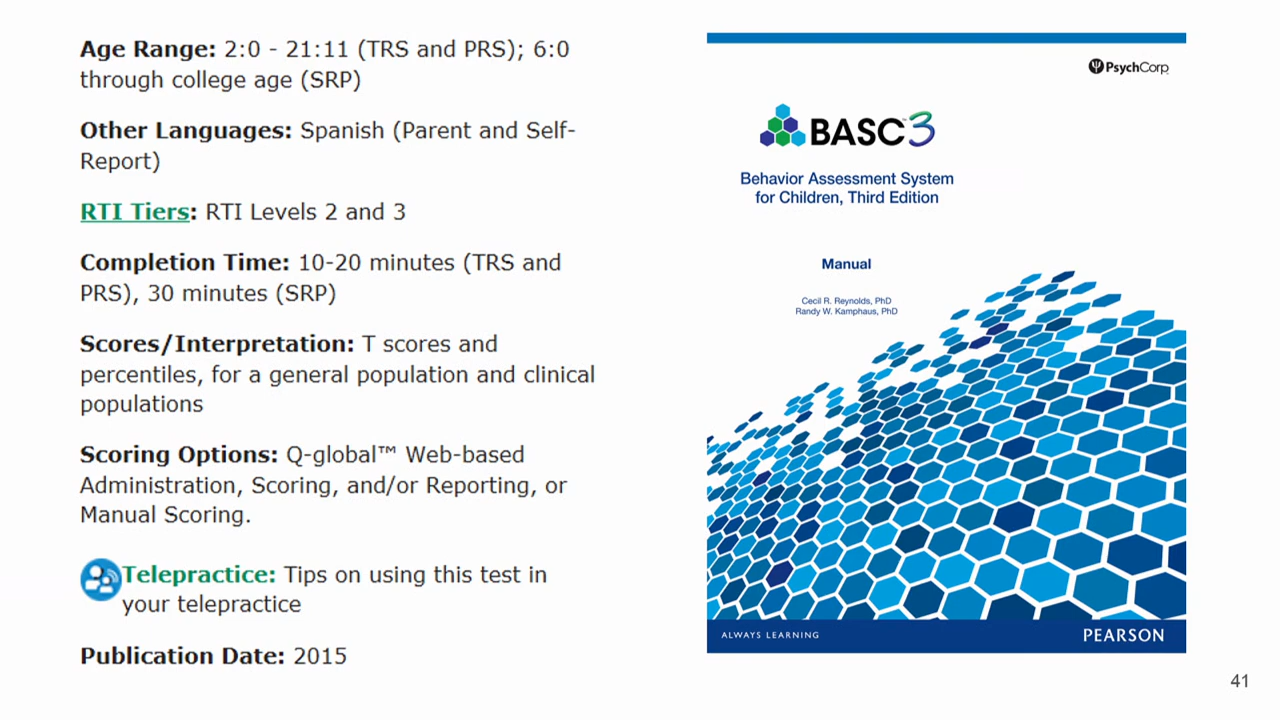 Age Range: 2:0 - 21:11 (TRS and PRS); 6:0
through college age (SRP)
Other Languages: Spanish (Parent and Self-
Report)
RTI Tiers: RTI Levels 2 and 3
Completion Time: 10-20 minutes (TRS and
PRS), 30 minutes (SRP)
Scores/Interpretation: T scores and
percentiles, for a general population and clinical
populations
Scoring Options: Q-global™ Web-based
Administration, Scoring, and/or Reporting, or
Manual Scoring.
Telepractice: Tips on using this test in
your telepractice
Publication Date: 2015
PsychCorp
BASC™3
Behavior Assessment System
for Children, Third Edition
Manual
Cecil R. Reynolds, PhD
Randy W. Kamphaus, PhD
ALWAYS LEARNING
PEARSON
41